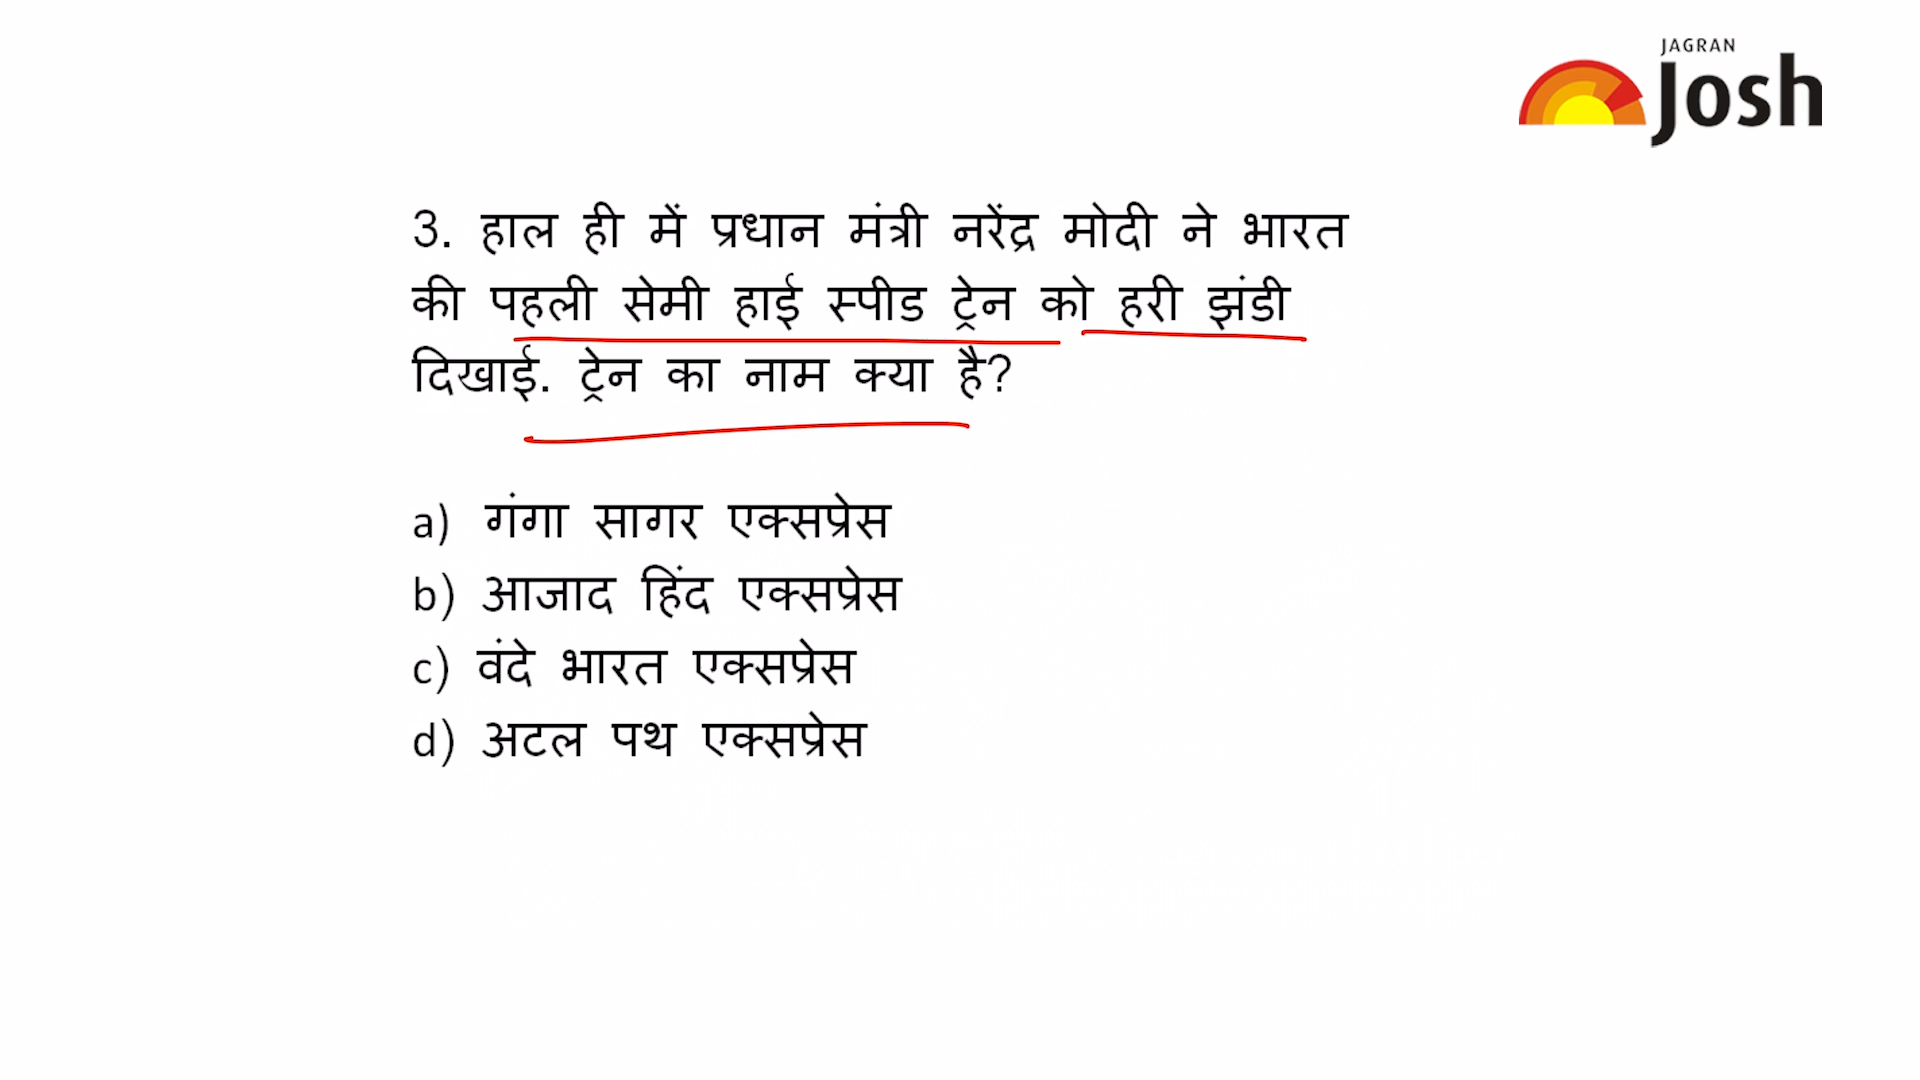 JAGRAN
Josh
3. हाल ही में प्रधान मंत्री नरेंद्र मोदी ने भारत
की पहली सेमी हाई स्पीड ट्रेन को हरी झंडी
दिखाई. ट्रेन का नाम क्या है?
a) गंगा सागर एक्सप्रेस
b) आजाद हिंद एक्सप्रेस
c) वंदे भारत एक्सप्रेस
d) अटल पथ एक्सप्रेस